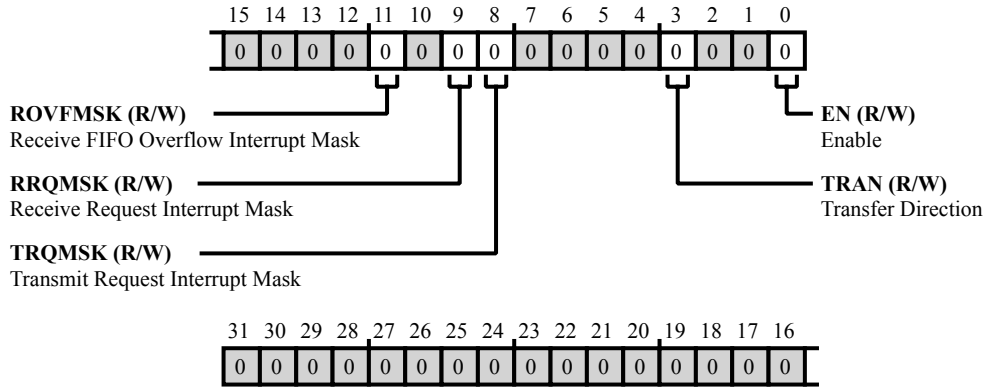 15 14 13 12 11 10 9 8 7 6 5 4 3 2 1 0
0 0 0 0 0 0 0 0 0 0 0 0 0 0 0 0
ROVFMSK (R/W)
Receive FIFO Overflow Interrupt Mask
EN (R/W)
Enable
RRQMSK (R/W)
Receive Request Interrupt Mask
TRAN (R/W)
Transfer Direction
TRQMSK (R/W)
Transmit Request Interrupt Mask
31 30 29 28 27 26 25 24 23 22 21 20 19 18 17 16
0 0 0 0 0 0 0 0 0 0 0 0 0 0 0 0